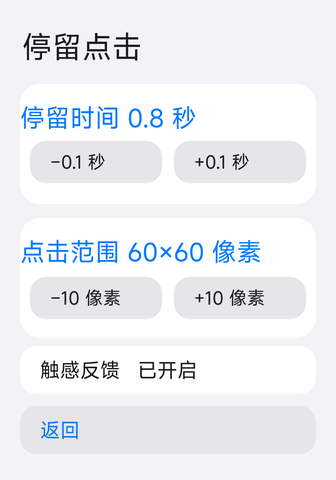 停留点击
停留时间 0.8 秒
−0.1 秒 +0.1 秒
点击范围 60×60 像素
−10 像素 +10 像素
触感反馈 已开启
返回